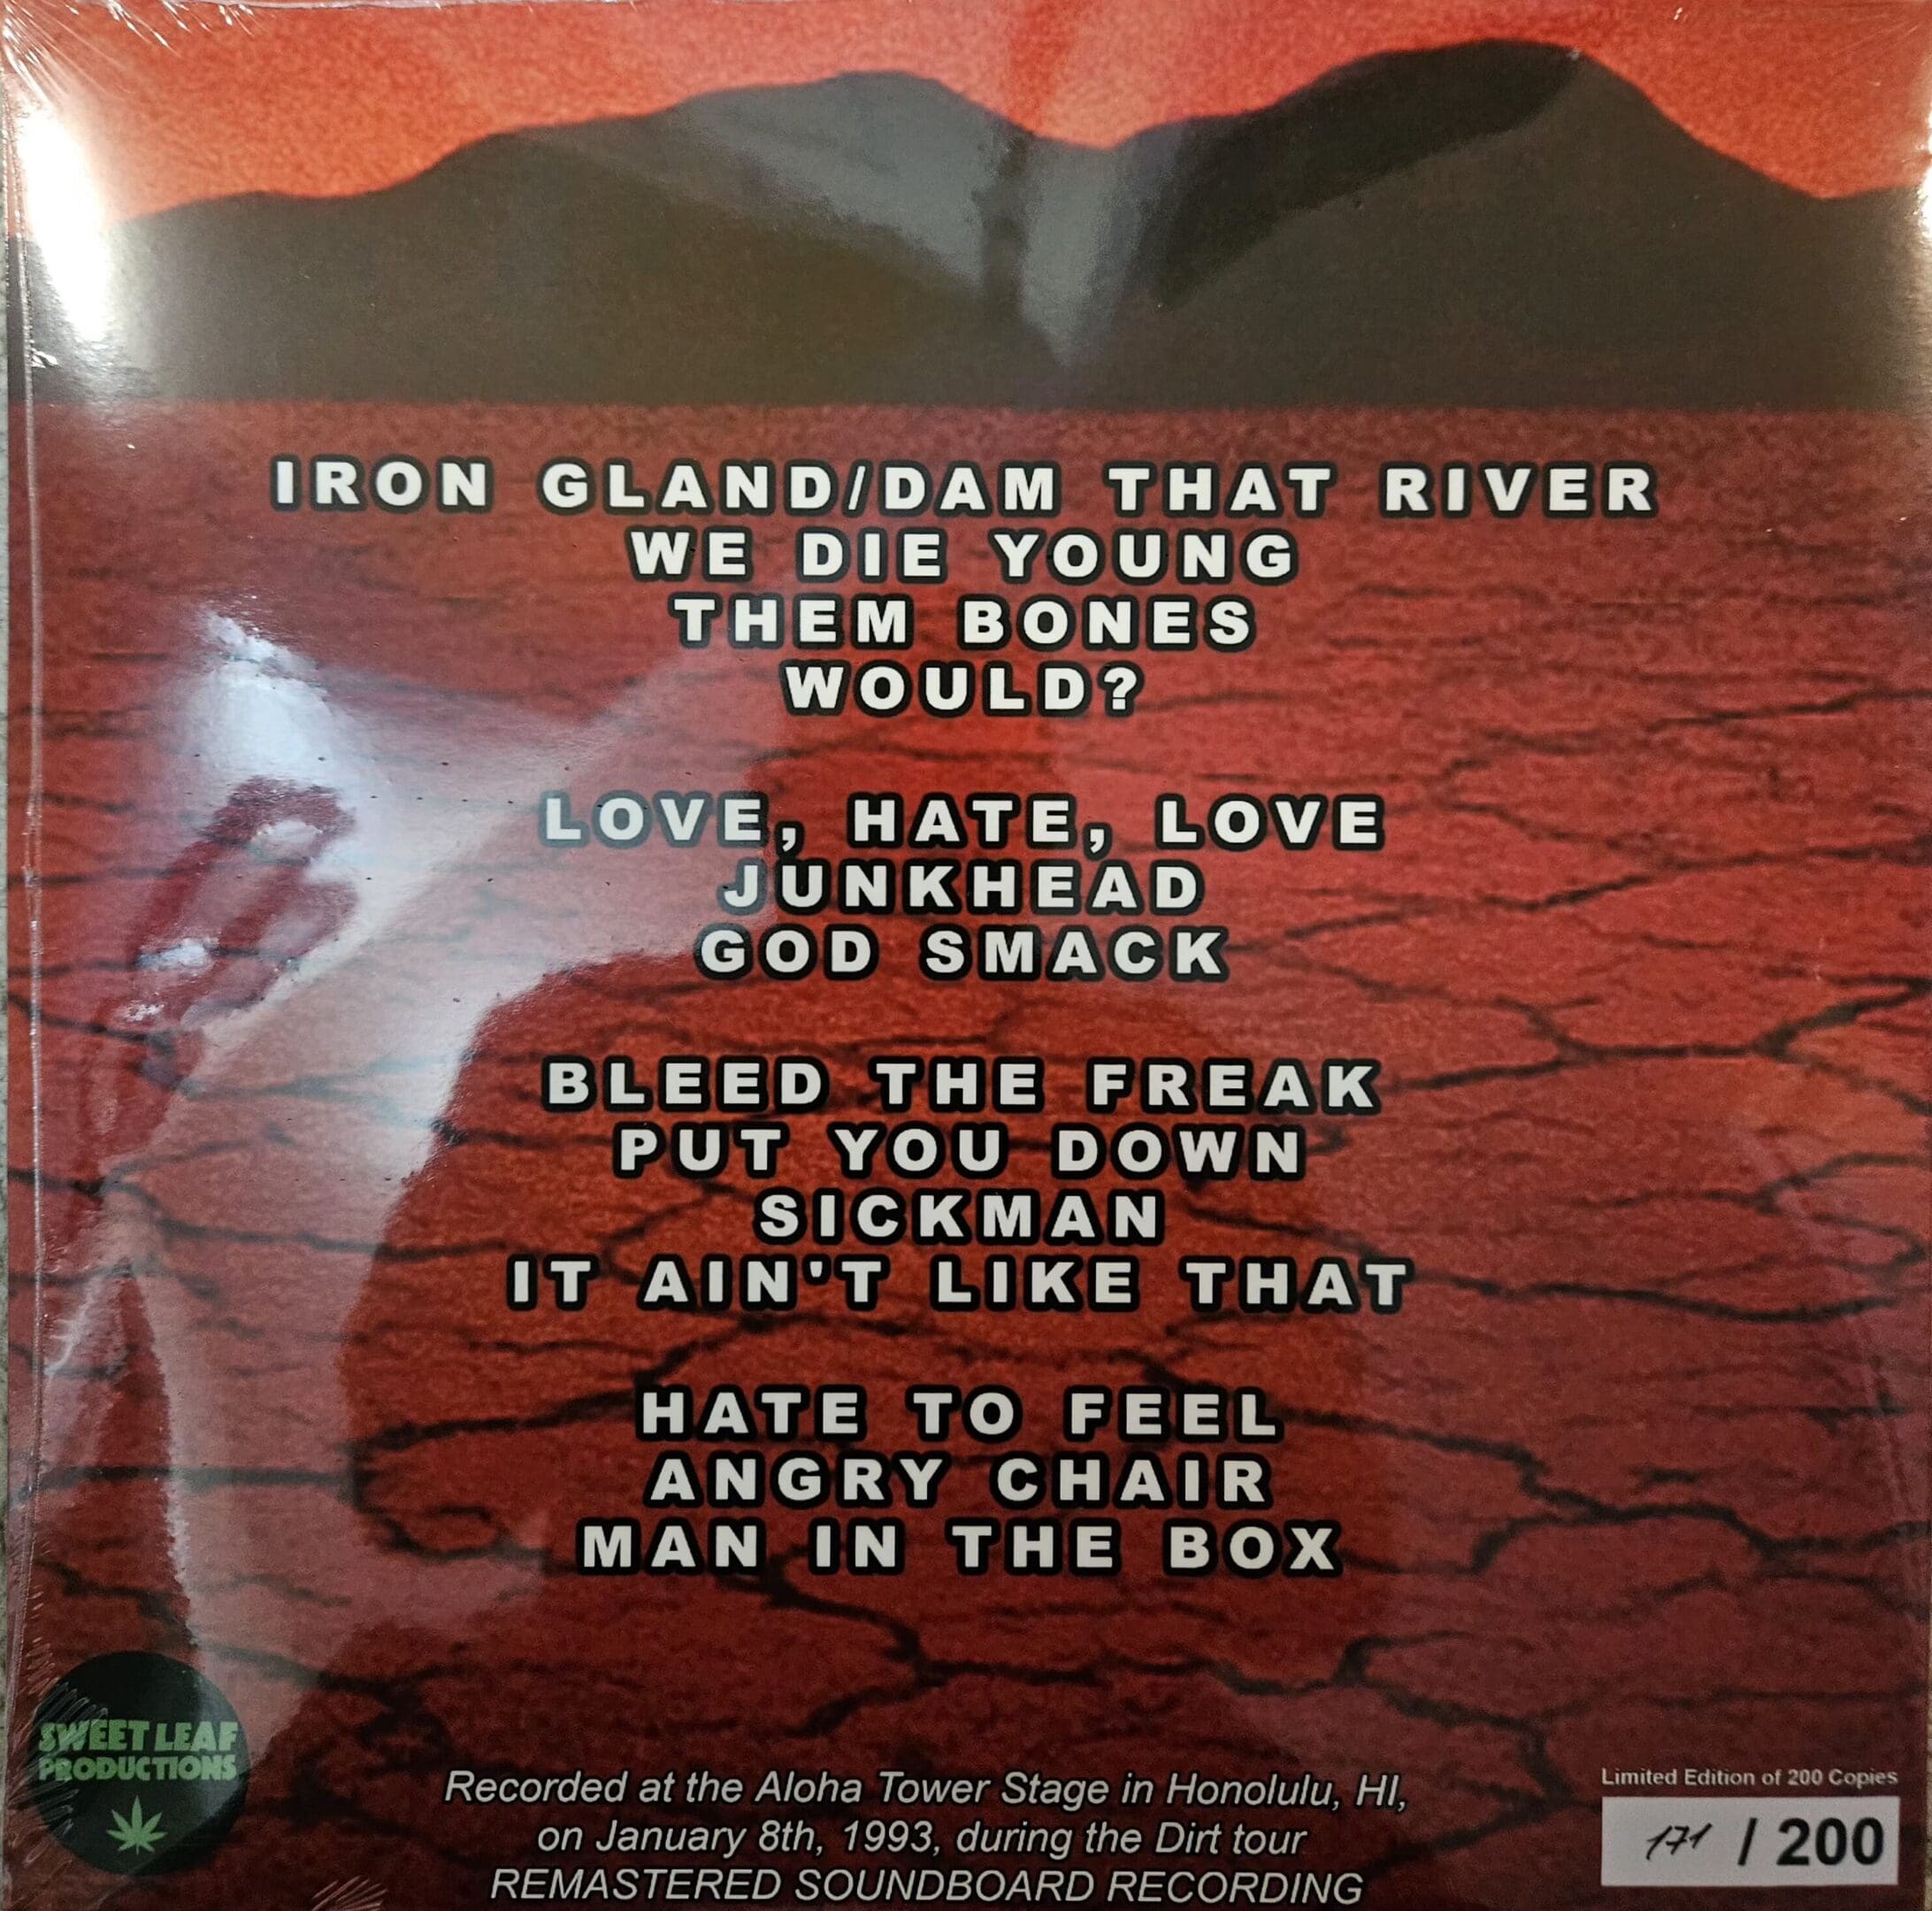 IRON GLAND/DAM THAT RIVER
WE DIE YOUNG
THEM BONES
WOULD?
LOVE, HATE, LOVE
JUNKHEAD
GOD SMACK
BLEED THE FREAK
PUT YOU DOWN
SICKMAN
IT AIN'T LIKE THAT
HATE TO FEEL
ANGRY CHAIR
MAN IN THE BOX
SWEET LEAF
PRODUCTIONS
Recorded at the Aloha Tower Stage in Honolulu, HI,
on January 8th, 1993, during the Dirt tour
REMASTERED SOUNDBOARD RECORDING
Limited Edition of 200 Copies
171 / 200